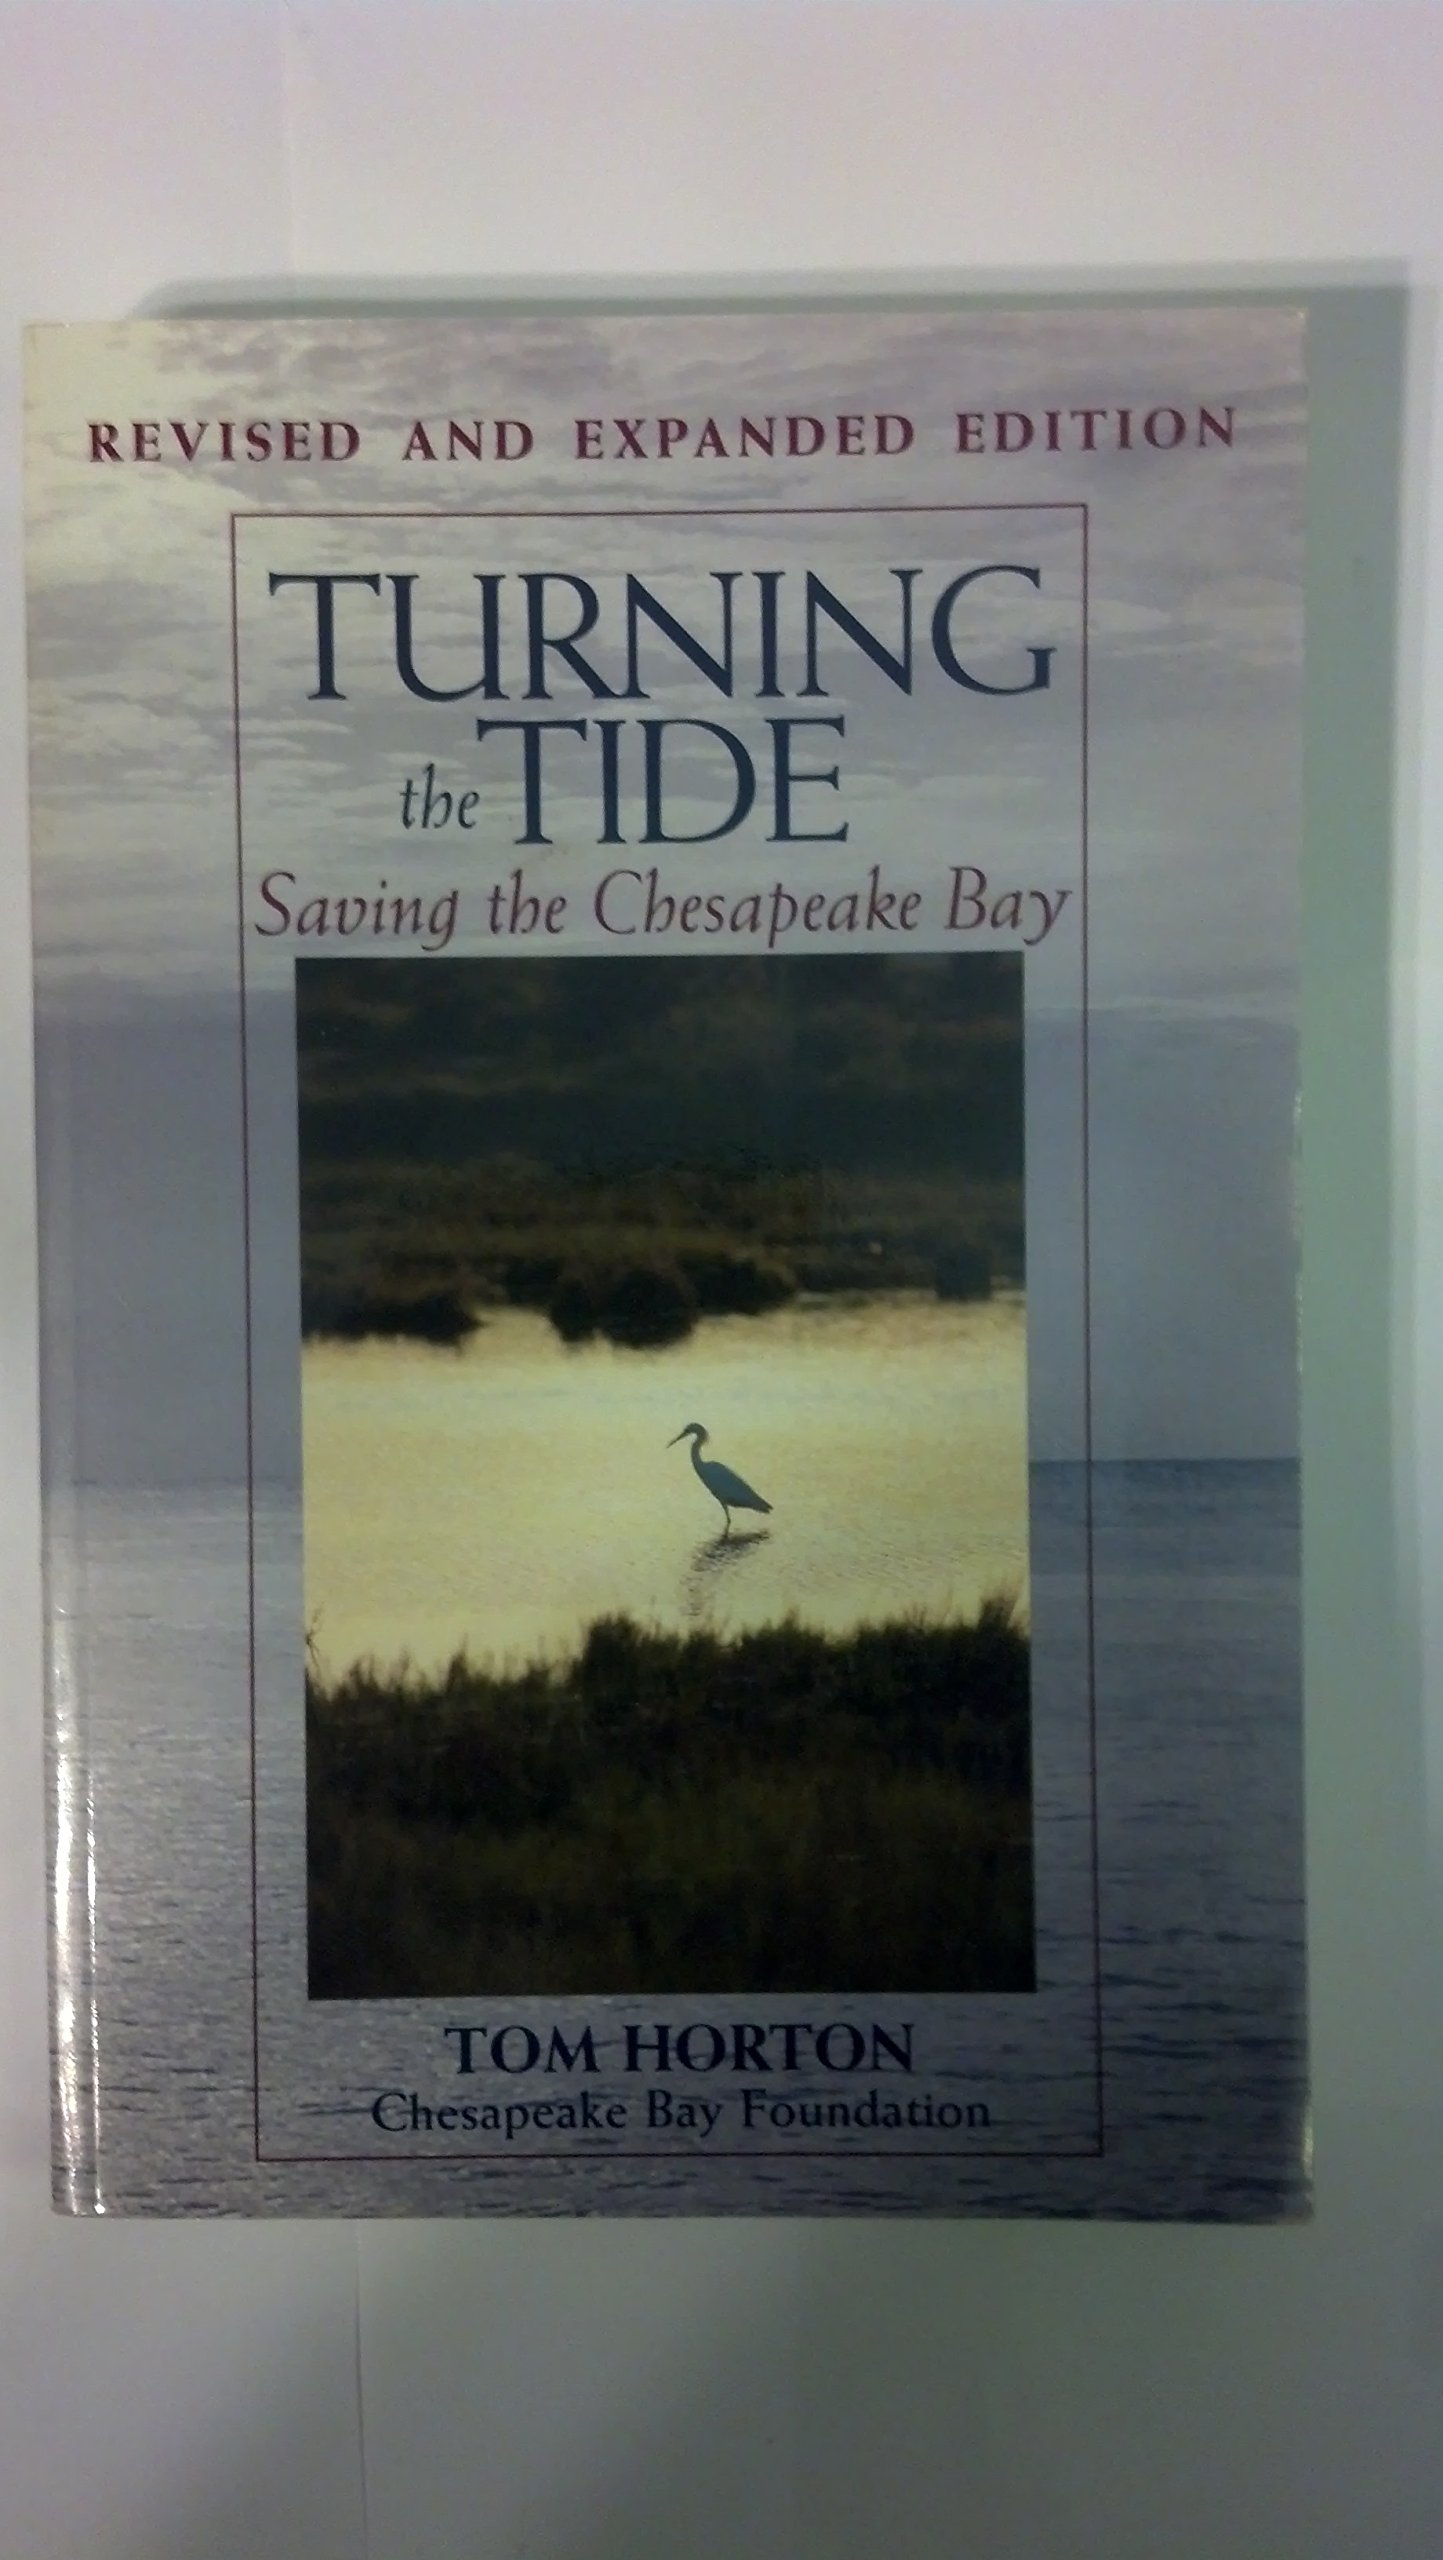 REVISED AND EXPANDED EDITION
TURNING
the TIDE
Saving the Chesapeake Bay
TOM HORTON
Chesapeake Bay Foundation